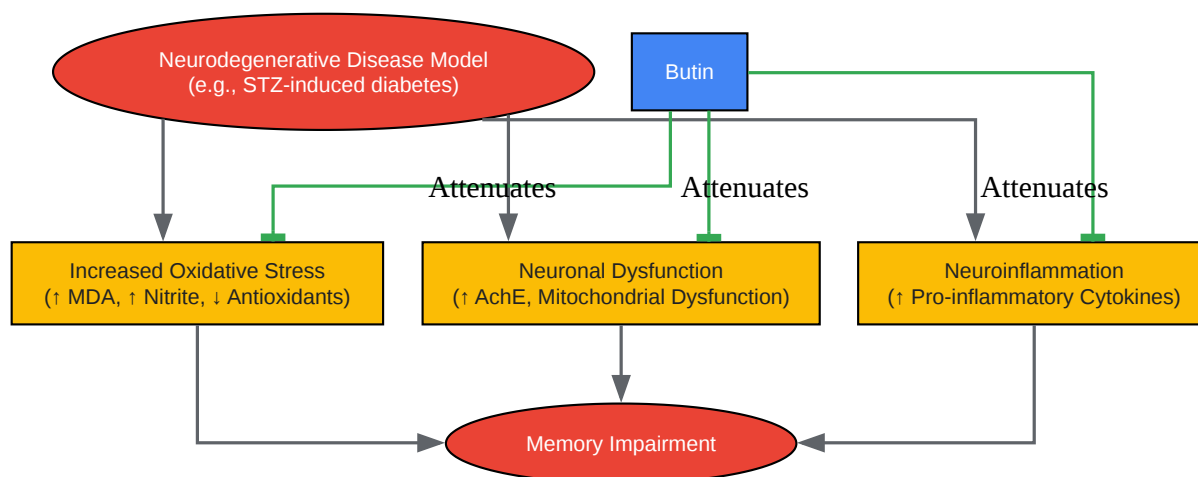 Neurodegenerative Disease Model
(e.g., STZ-induced diabetes)
Butin
Attenuates
Attenuates
Attenuates
Increased Oxidative Stress
(↑ MDA, ↑ Nitrite, ↓ Antioxidants)
Neuronal Dysfunction
(↑ AchE, Mitochondrial Dysfunction)
Neuroinflammation
(↑ Pro-inflammatory Cytokines)
Memory Impairment